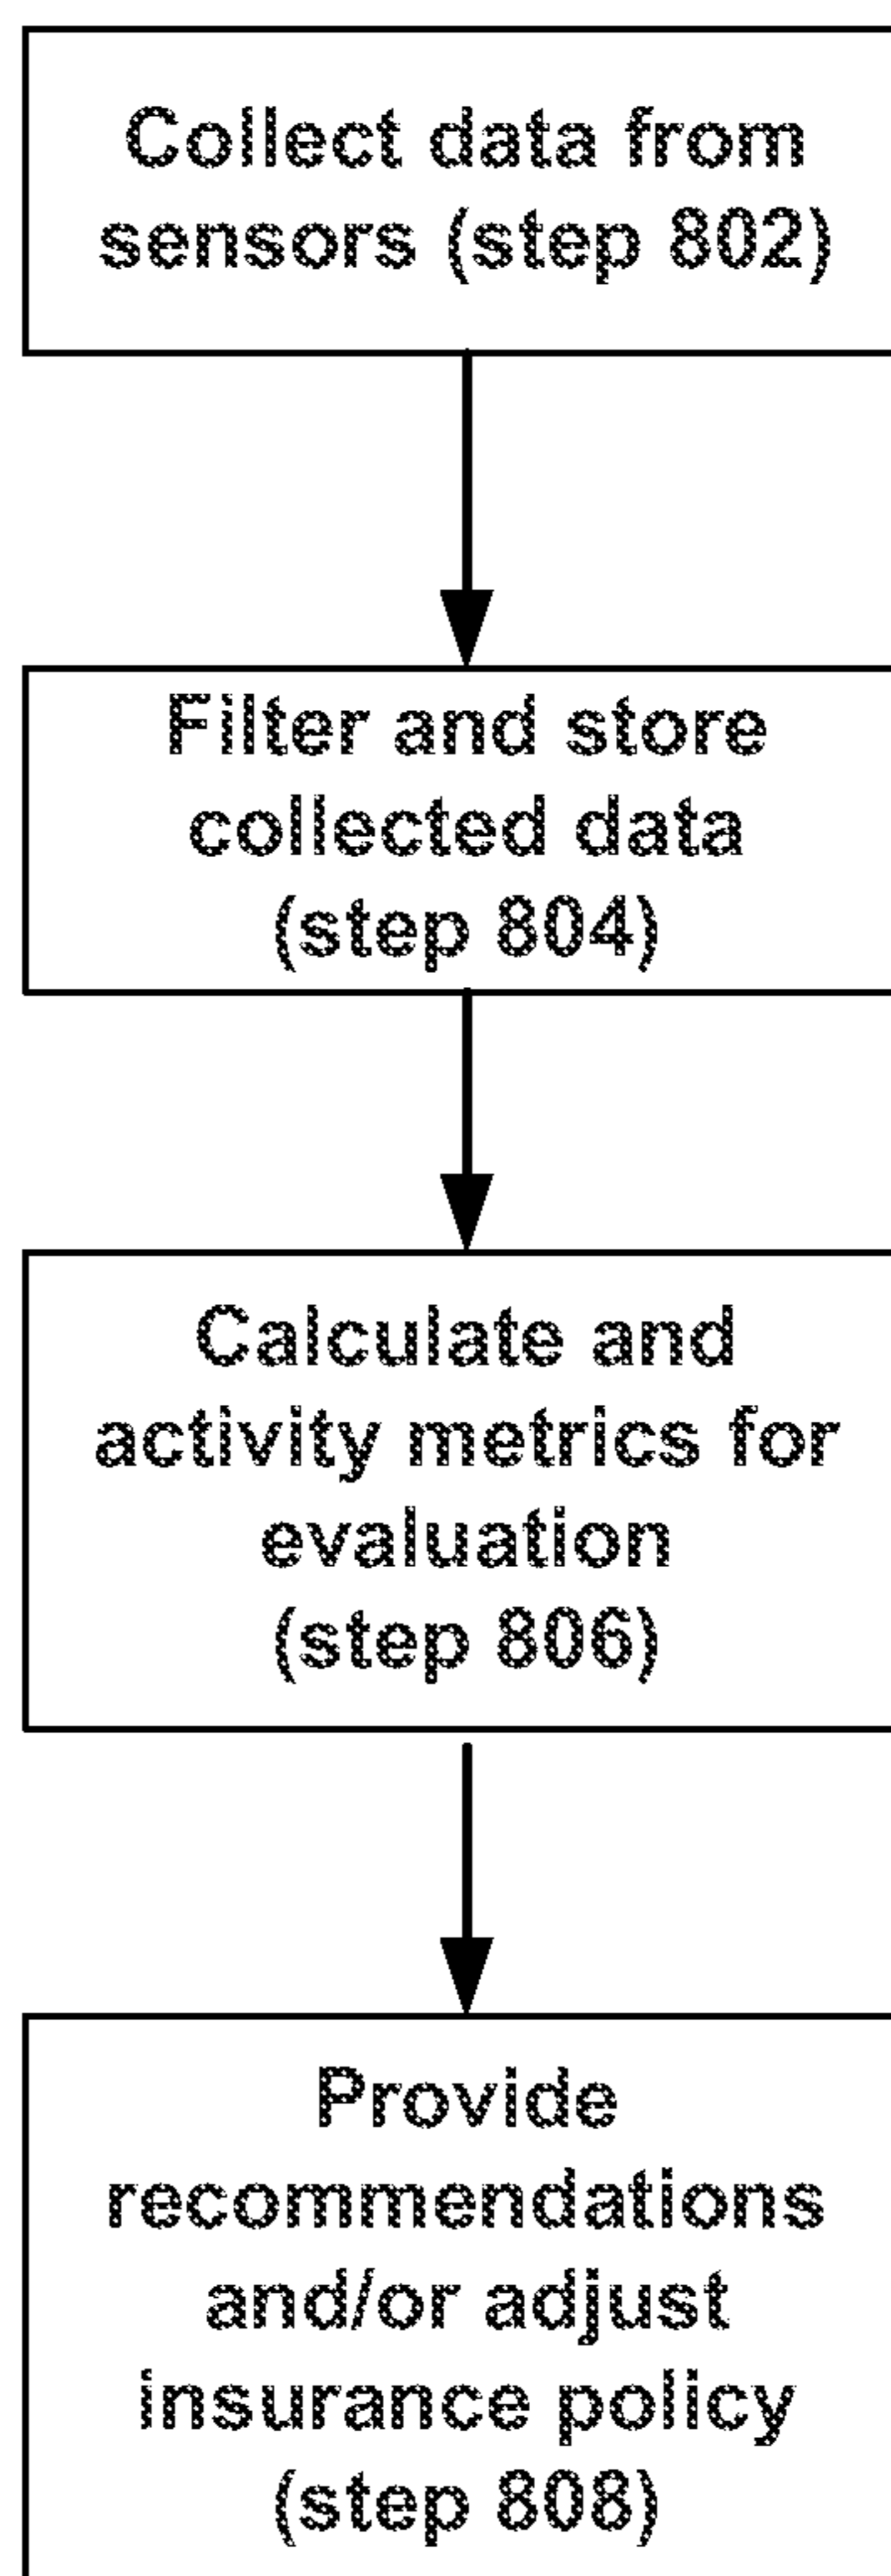 Collect data from
sensors (step 802)
Filter and store
collected data
(step 804)
Calculate and
activity metrics for
evaluation
(step 806)
Provide
recommendations
and/or adjust
insurance policy
(step 808)